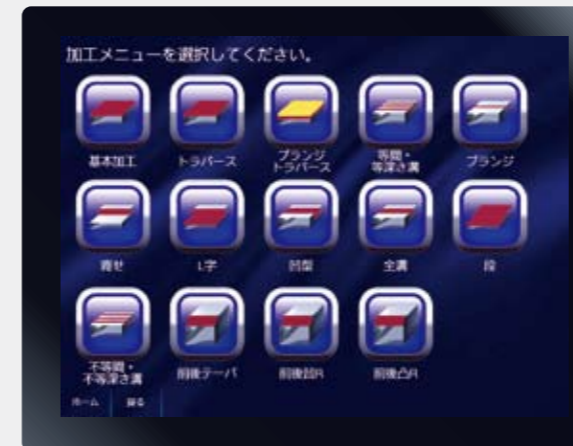 加工メニューを選択してください。
基本加工
トラバース
プランジ
トラバース
等間・
等深さ溝
プランジ
寄せ
L字
凹型
全溝
段
不等間・
不等深さ溝
前後テーパ
前後凹R
前後凸R
ホーム
戻る